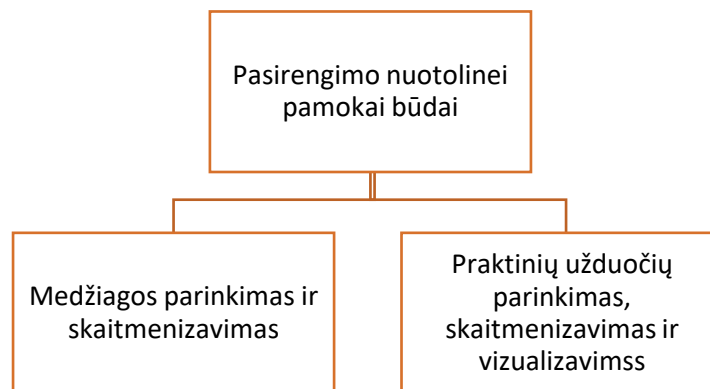 Pasirengimo nuotolinei
pamokai būdai
Medžiagos parinkimas ir
skaitmenizavimas
Praktinių užduočių
parinkimas,
skaitmenizavimas ir
vizualizavimss